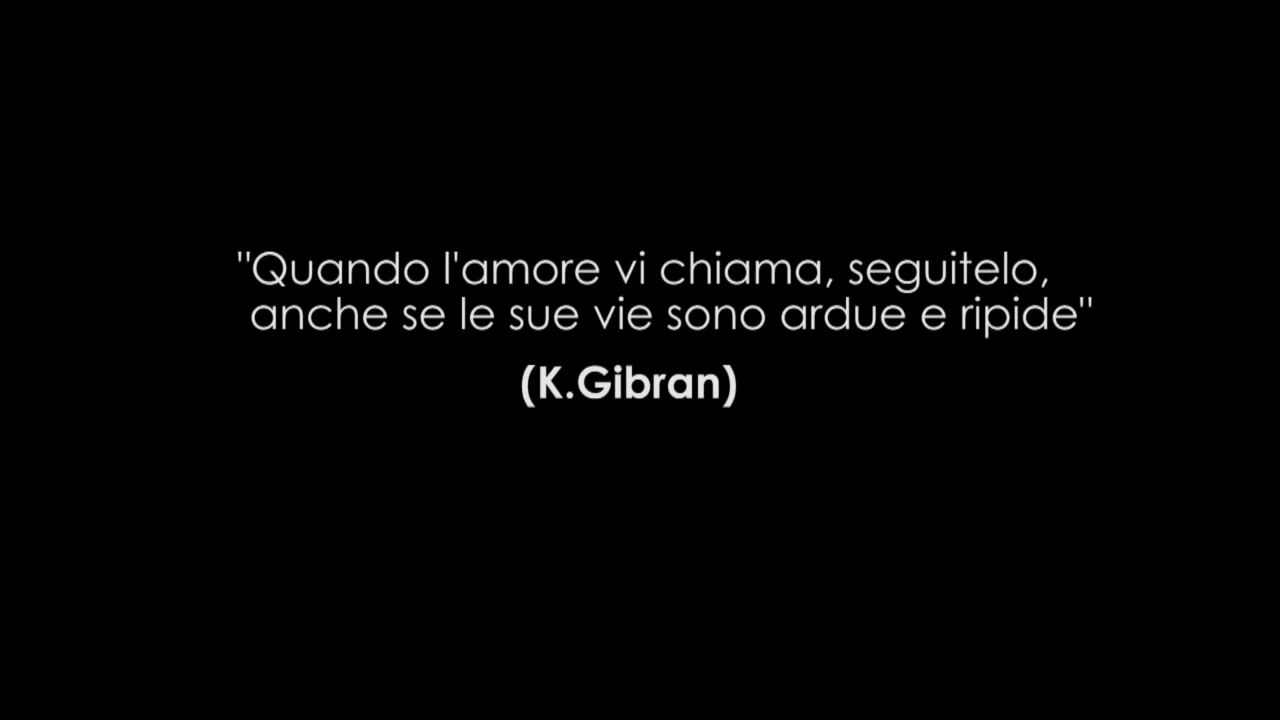 "Quando l'amore vi chiama, seguitelo,
anche se le sue vie sono ardue e ripide"
(K.Gibran)